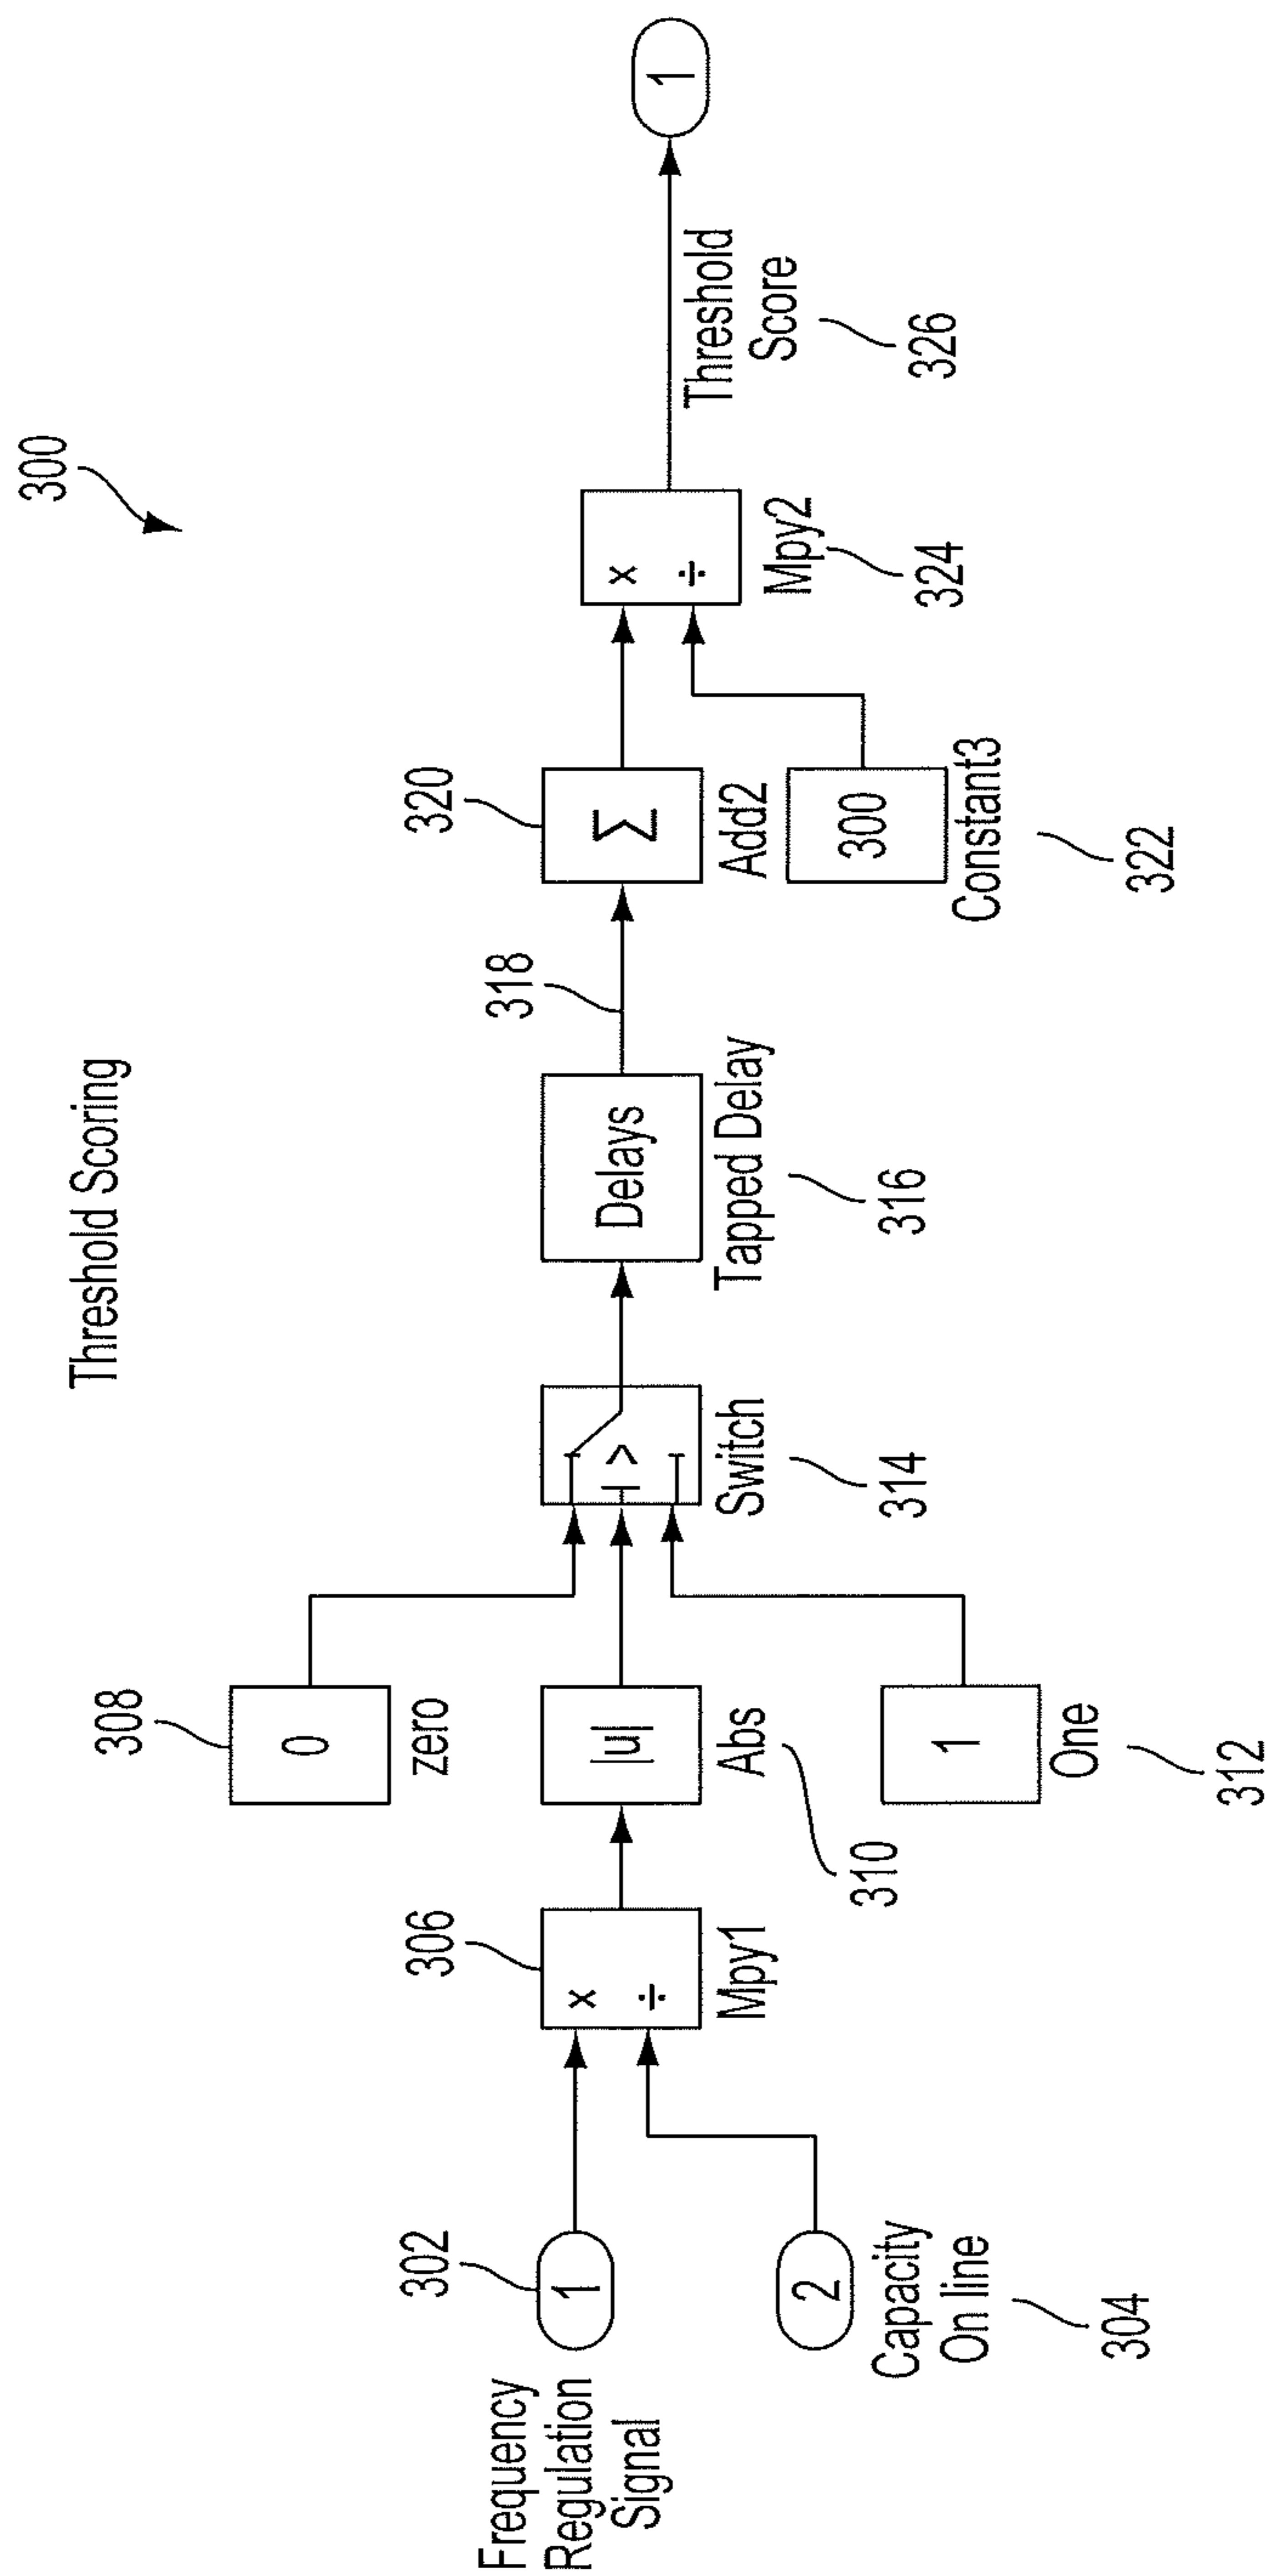 Threshold Scoring
300
Frequency
Regulation
Signal
1
302
2
Capacity
On line
304
306
x
÷
Mpy1
308
0
zero
|u|
Abs
310
1
One
312
>
Switch
314
Delays
Tapped Delay
316
318
320
Σ
Add2
300
Constant3
322
x
÷
Mpy2
324
Threshold
Score
326
1